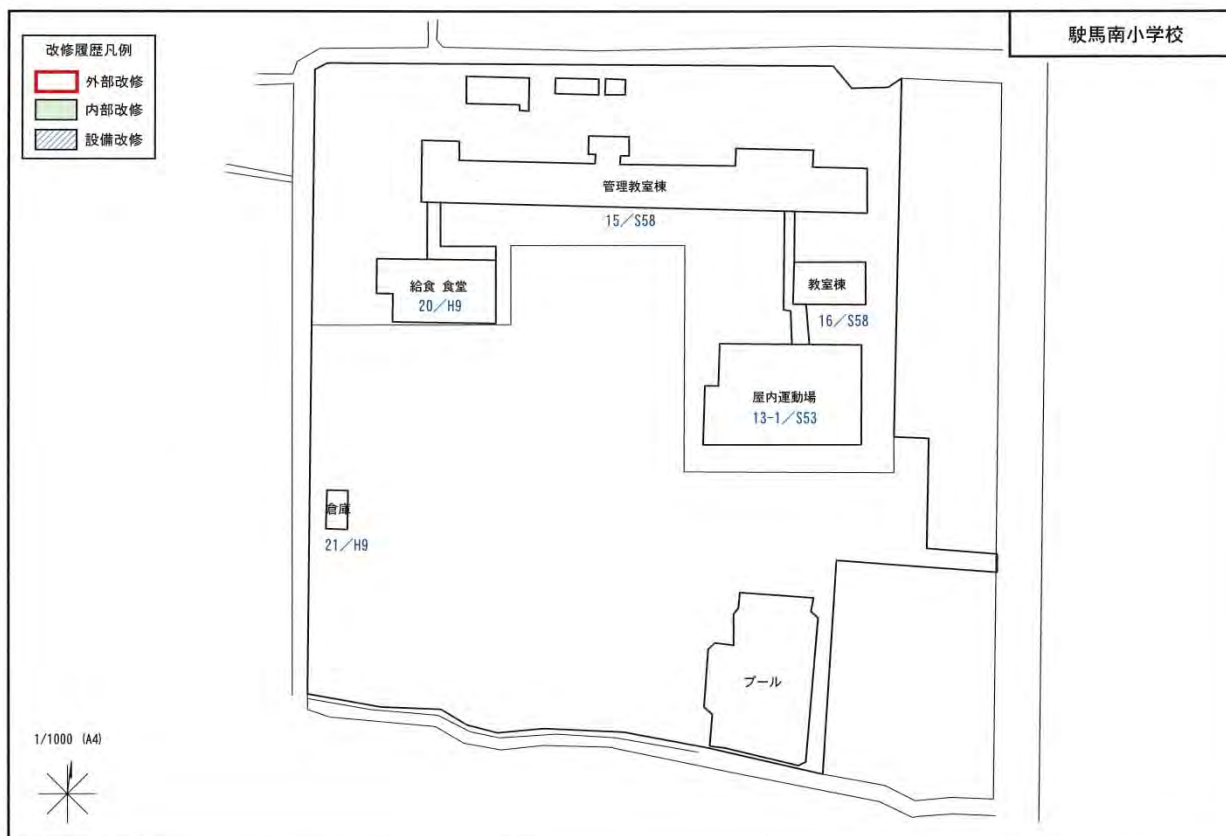 駛馬南小学校
改修履歴凡例
外部改修
内部改修
設備改修
管理教室棟
15/S58
給食 食堂
20/H9
教室棟
16/S58
屋内運動場
13-1/S53
倉庫
21/H9
プール
1/1000 (A4)